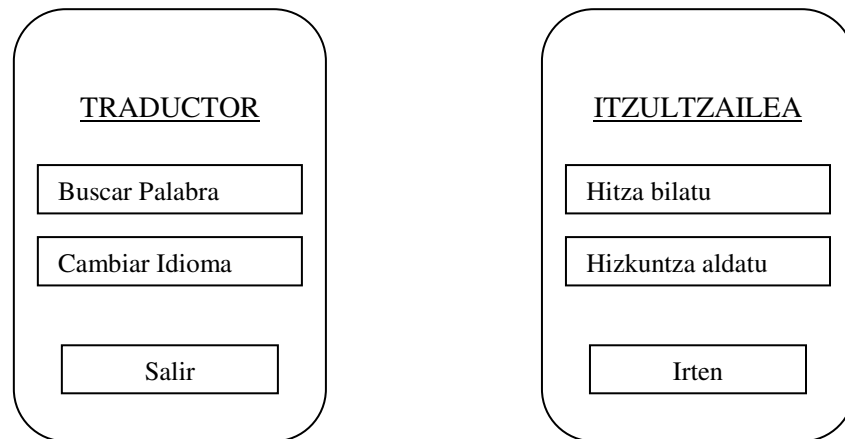 TRADUCTOR
Buscar Palabra
Cambiar Idioma
Salir
ITZULTZAILEA
Hitza bilatu
Hizkuntza aldatu
Irten